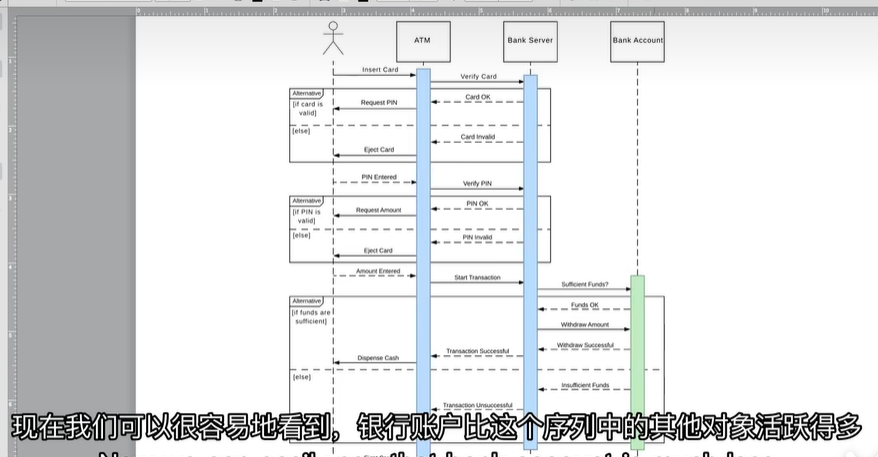 ATM
Bank Server
Bank Account
Insert Card
Verify Card
Alternative
[if card is
valid]
Card OK
Request PIN
[else]
Card Invalid
Eject Card
PIN Entered
Verify PIN
Alternative
[if PIN is
valid]
PIN OK
Request Amount
[else]
PIN Invalid
Eject Card
Amount Entered
Start Transaction
Sufficient Funds?
Alternative
[if funds are
sufficient]
Funds OK
Withdraw Amount
Withdraw Successful
Transaction Successful
Dispense Cash
[else]
Insufficient Funds
Transaction Unsuccessful
现在我们可以很容易地看到，银行账户比这个序列中的其他对象活跃得多